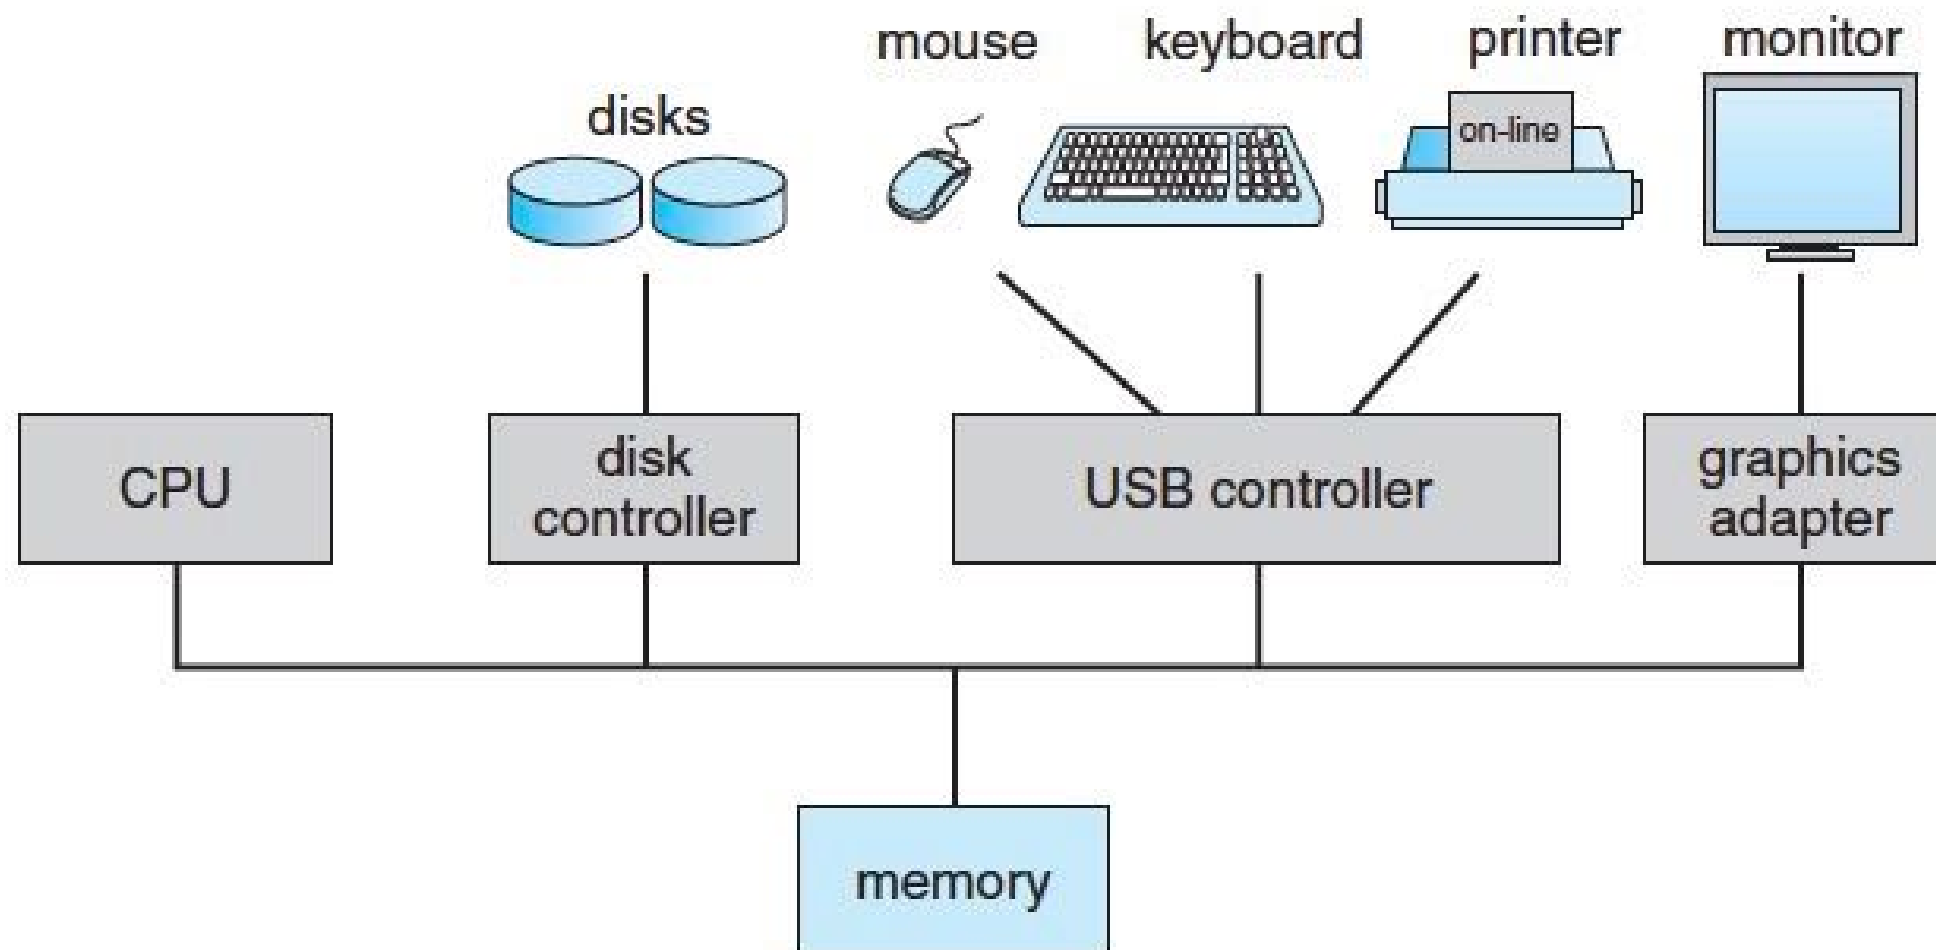 mouse
keyboard
printer
monitor
disks
on-line
CPU
disk
controller
USB controller
graphics
adapter
memory